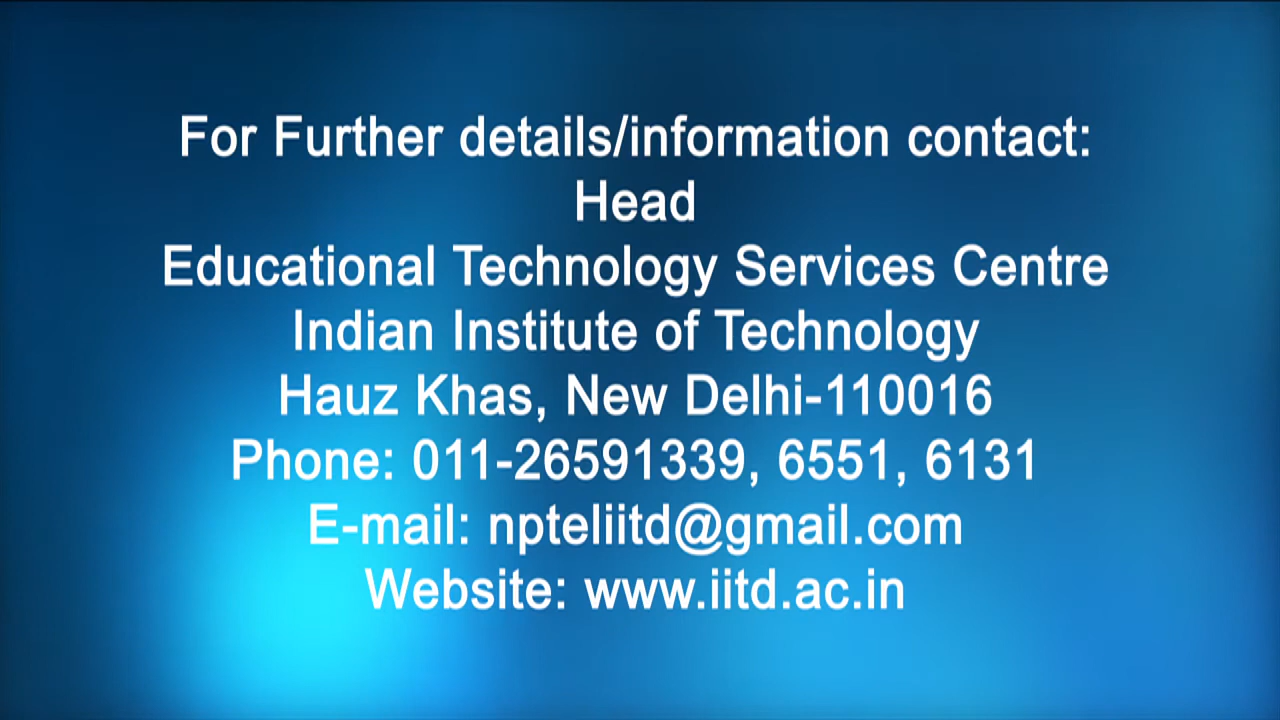 For Further details/information contact:
Head
Educational Technology Services Centre
Indian Institute of Technology
Hauz Khas, New Delhi-110016
Phone: 011-26591339, 6551, 6131
E-mail: npteliitd@gmail.com
Website: www.iitd.ac.in